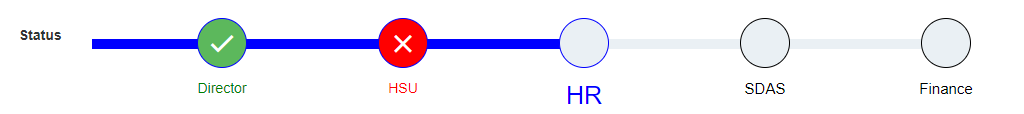 Status
Director
HSU
HR
SDAS
Finance